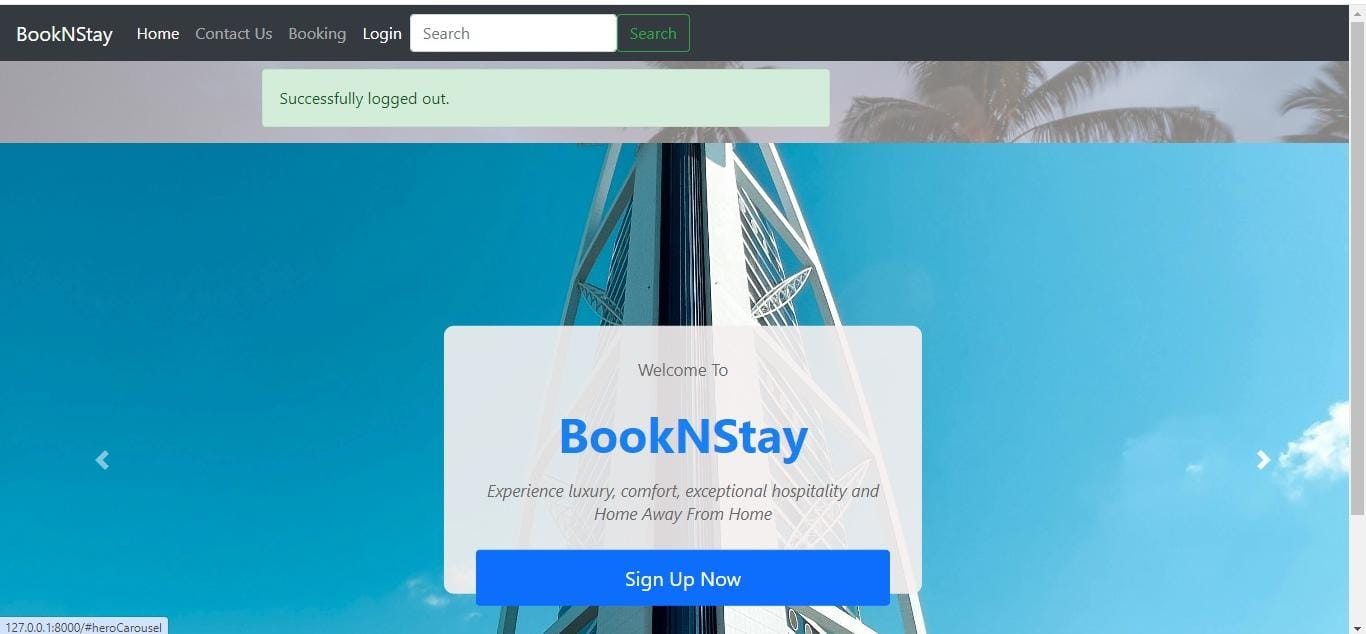 BookNStay Home Contact Us Booking Login Search Search
Successfully logged out.
Welcome To
BookNStay
Experience luxury, comfort, exceptional hospitality and
Home Away From Home
Sign Up Now
127.0.0.1:8000/#heroCarousel